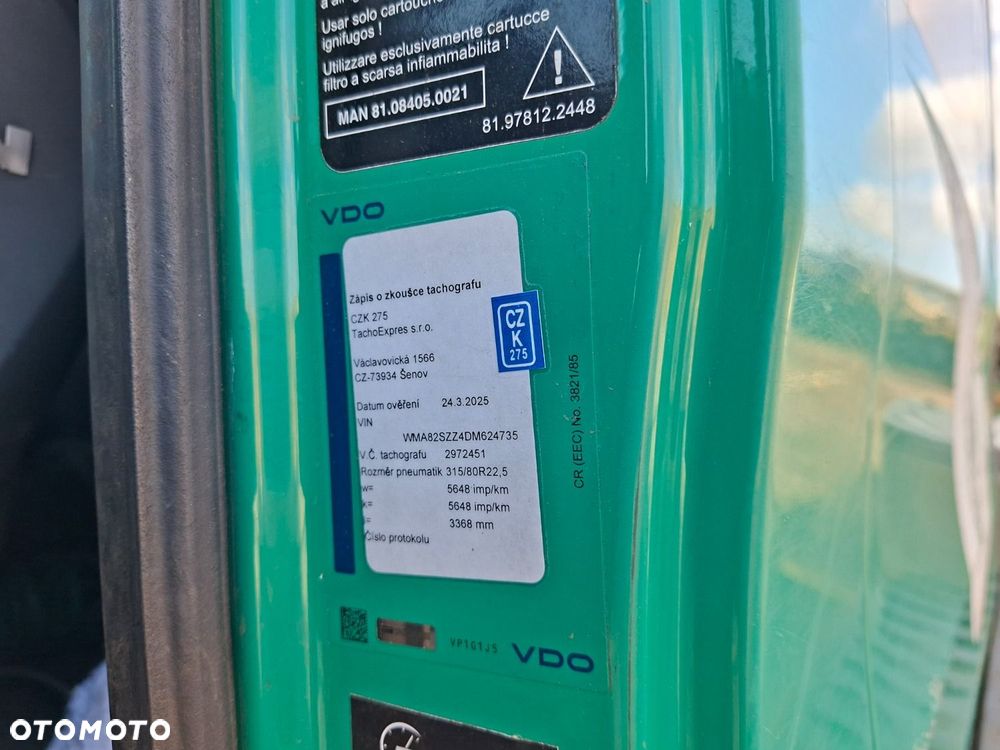 Usar solo cartouch
ignifugos !
Utilizzare esclusivamente cartucce
filtro a scarsa infiammabilita !
MAN 81.08405.0021
81.97812.2448
VDO
Zápis o zkoušce tachografu
CZK 275
TachoExpres s.r.o.
Václavovická 1566
CZ-73934 Šenov
Datum ověření 24.3.2025
VIN
WMA82SZZ4DM624735
V.Č. tachografu 2972451
Rozměr pneumatik 315/80R22,5
w= 5648 imp/km
k= 5648 imp/km
l= 3368 mm
Číslo protokolu
CZ
K
275
CR (EEC) No. 3821/85
VP101J5
VDO
OTOMOTO